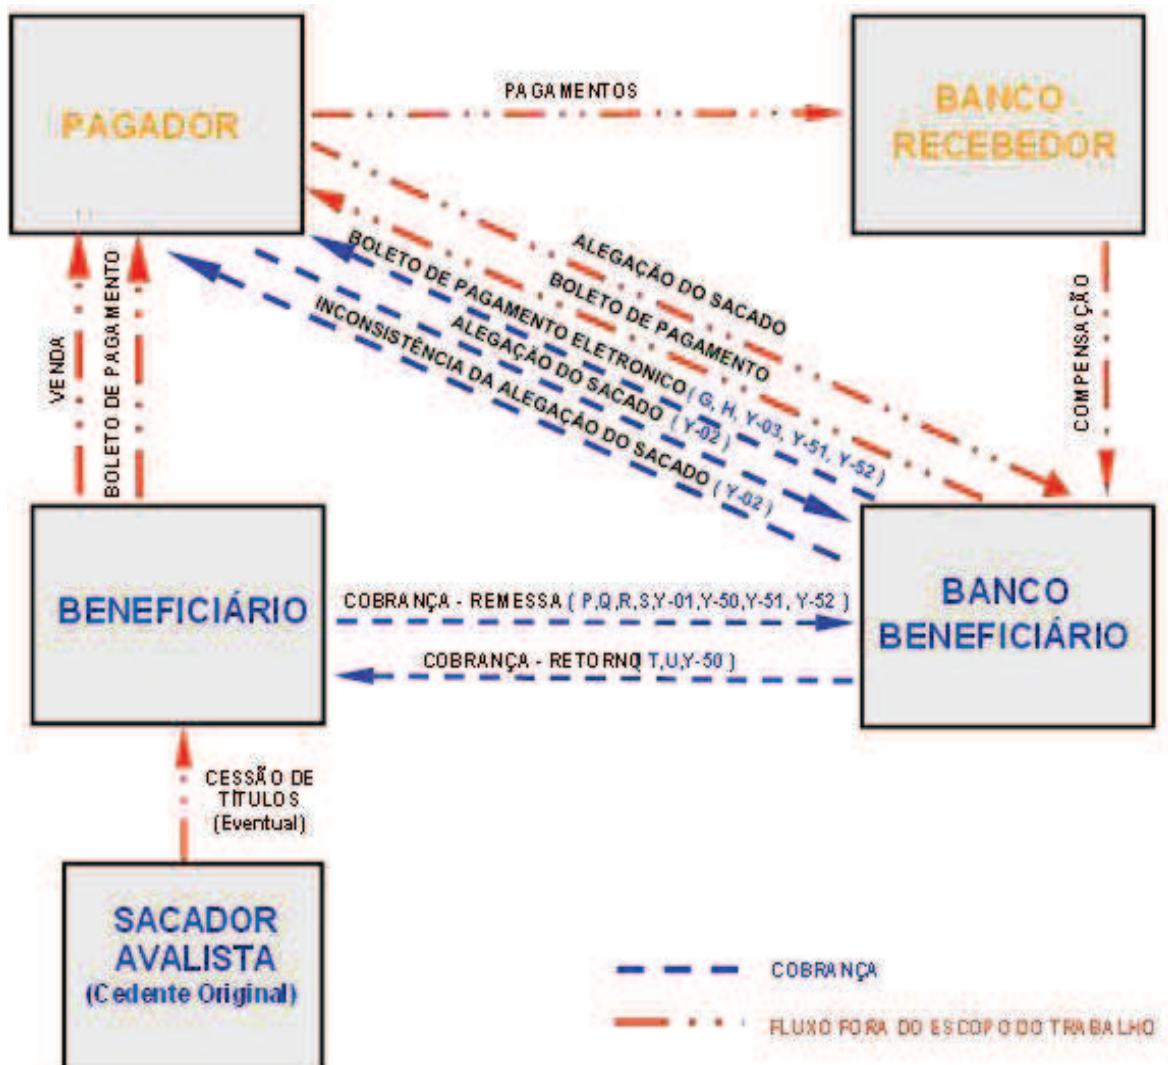 PAGAMENTOS
PAGADOR
BANCO
RECEBEDOR
ALEGAÇÃO DO SACADO
BOLETO DE PAGAMENTO
BOLETO DE PAGAMENTO ELETRONICO ( G, H, Y-03, Y-51, Y-52 )
ALEGAÇÃO DO SACADO ( Y-02 )
INCONSISTÊNCIA DA ALEGAÇÃO DO SACADO ( Y-02 )
VENDA
BOLETO DE PAGAMENTO
COMPENSAÇÃO
BENEFICIÁRIO
COBRANÇA - REMESSA ( P,Q,R,S,Y-01,Y-50,Y-51, Y-52 )
COBRANÇA - RETORNO ( T,U,Y-50 )
BANCO
BENEFICIÁRIO
CESSÃO DE
TÍTULOS
(Eventual)
SACADOR
AVALISTA
(Cedente Original)
COBRANÇA
FLUXO FORA DO ESCOPO DO TRABALHO